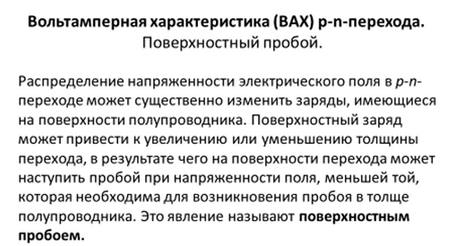 Вольтамперная характеристика (ВАХ) p-n-перехода.
Поверхностный пробой.
Распределение напряженности электрического поля в p-n-
переходе может существенно изменить заряды, имеющиеся
на поверхности полупроводника. Поверхностный заряд
может привести к увеличению или уменьшению толщины
перехода, в результате чего на поверхности перехода может
наступить пробой при напряженности поля, меньшей той,
которая необходима для возникновения пробоя в толще
полупроводника. Это явление называют поверхностным
пробоем.